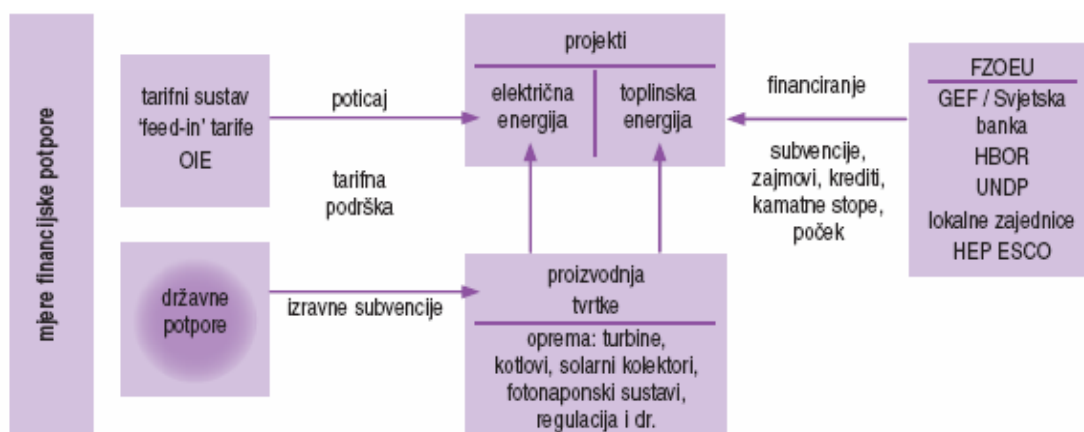 mjere financijske potpore
tarifni sustav
‘feed-in’ tarife
OIE
poticaj
tarifna
podrška
državne
potpore
izravne subvencije
projekti
električna
energija
toplinska
energija
proizvodnja
tvrtke
oprema: turbine,
kotlovi, solarni kolektori,
fotonaponski sustavi,
regulacija i dr.
financiranje
subvencije,
zajmovi, krediti,
kamatne stope,
poček
FZOEU
GEF / Svjetska
banka
HBOR
UNDP
lokalne zajednice
HEP ESCO